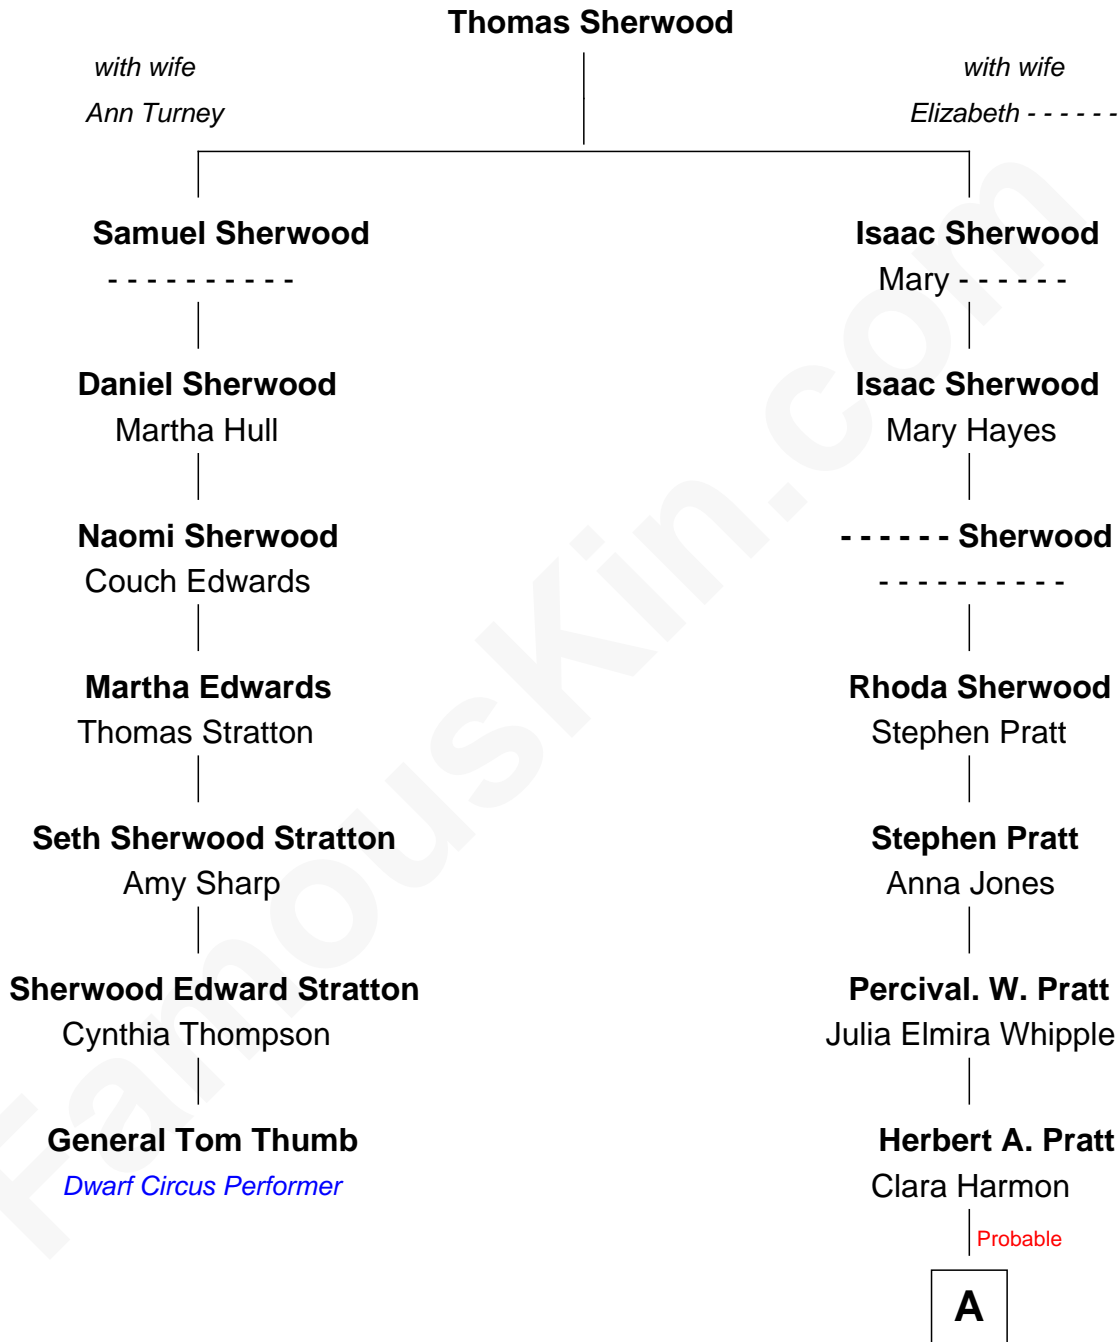 Thomas Sherwood
with wife
Ann Turney
with wife
Elizabeth - - - - - -
Samuel Sherwood
- - - - - - - - - -
Isaac Sherwood
Mary - - - - - -
Daniel Sherwood
Martha Hull
Isaac Sherwood
Mary Hayes
Naomi Sherwood
Couch Edwards
- - - - - - Sherwood
- - - - - - - - - -
Martha Edwards
Thomas Stratton
Rhoda Sherwood
Stephen Pratt
Seth Sherwood Stratton
Amy Sharp
Stephen Pratt
Anna Jones
Sherwood Edward Stratton
Cynthia Thompson
Percival. W. Pratt
Julia Elmira Whipple
General Tom Thumb
Dwarf Circus Performer
Herbert A. Pratt
Clara Harmon
Probable
A
FamousKin.com